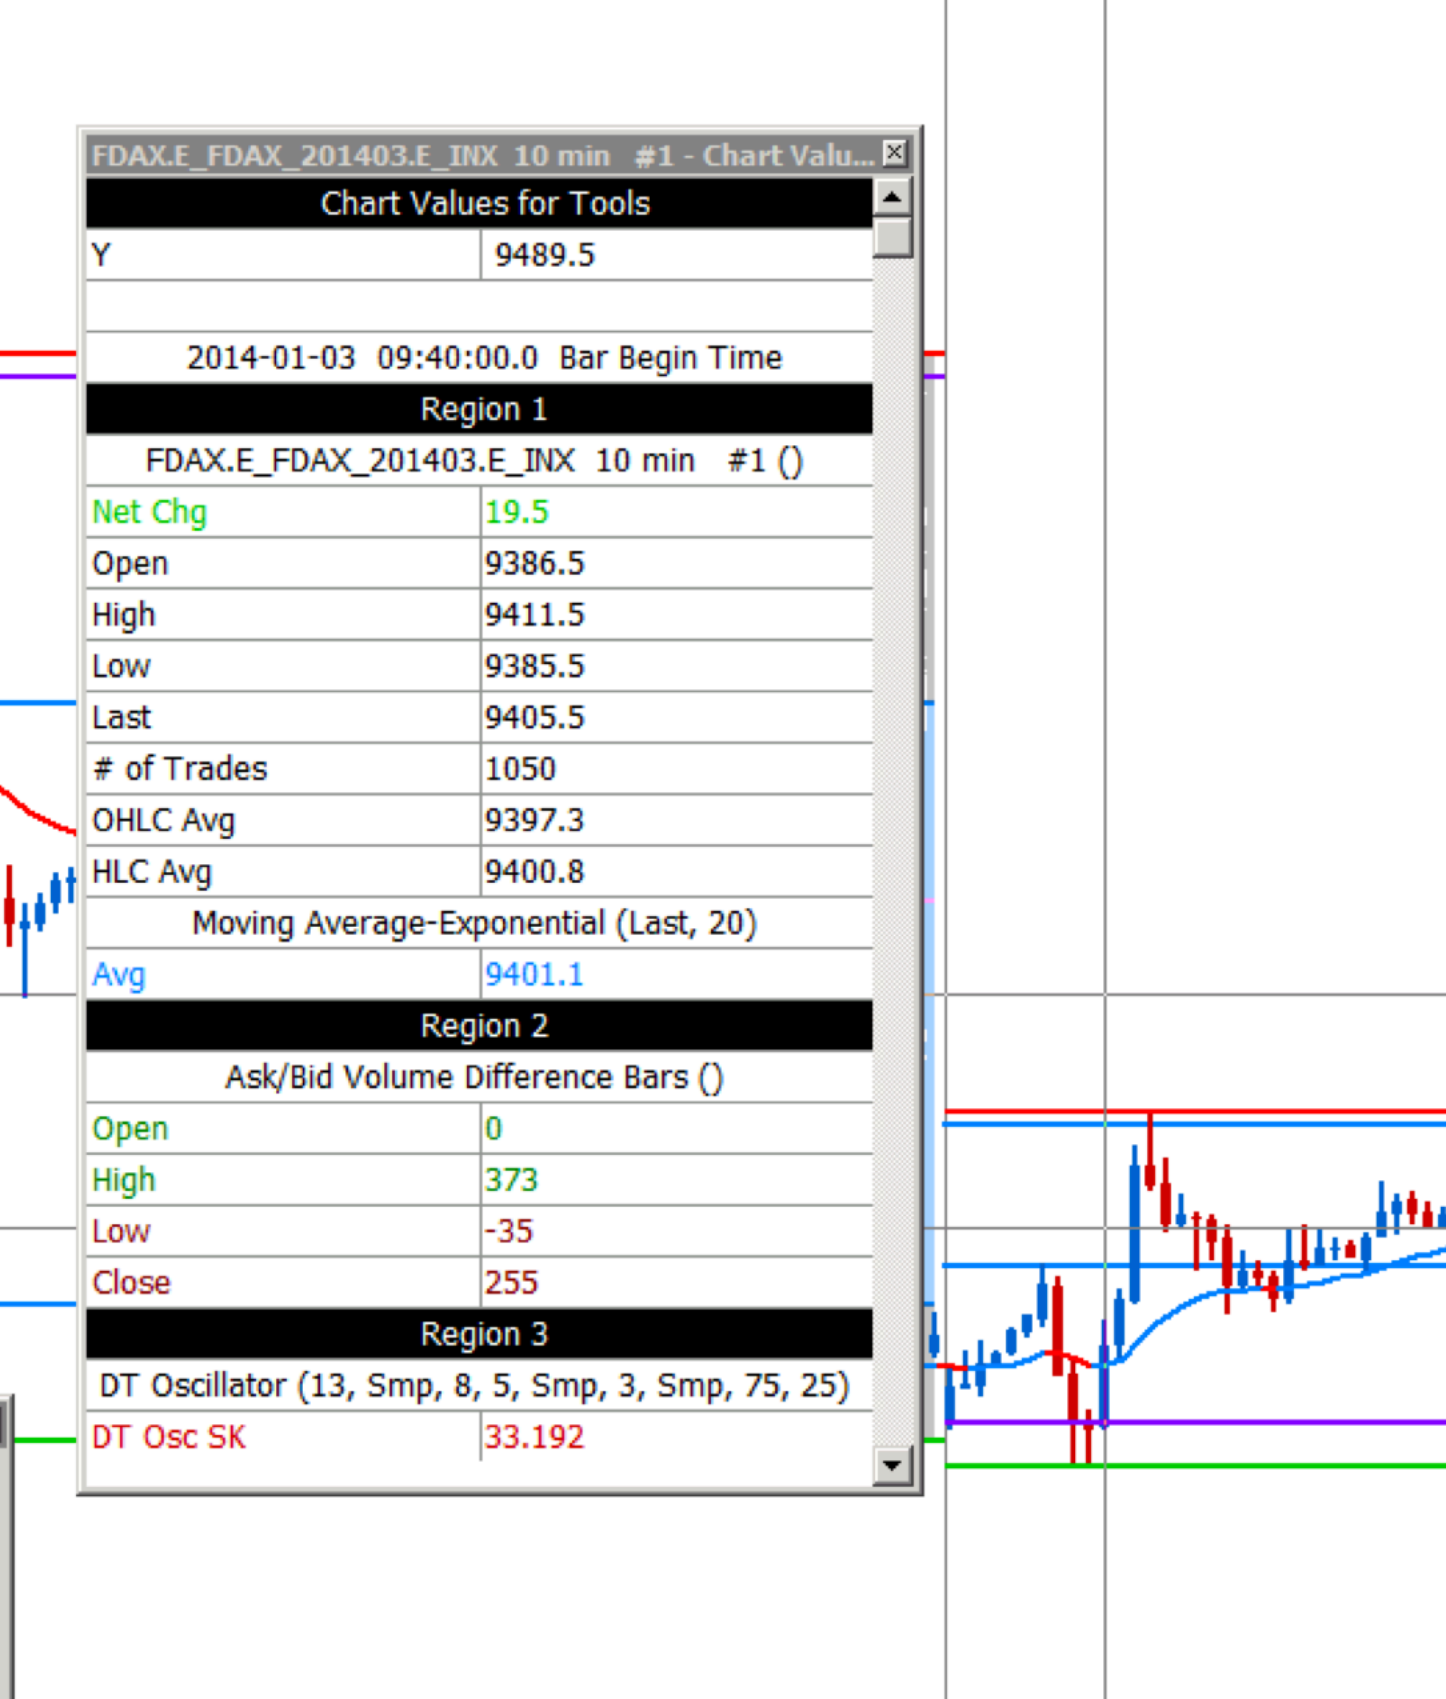 FDAX.E_FDAX_201403.E_INX 10 min #1 - Chart Valu...
Chart Values for Tools
Y 9489.5
2014-01-03 09:40:00.0 Bar Begin Time
Region 1
FDAX.E_FDAX_201403.E_INX 10 min #1 ()
Net Chg 19.5
Open 9386.5
High 9411.5
Low 9385.5
Last 9405.5
# of Trades 1050
OHLC Avg 9397.3
HLC Avg 9400.8
Moving Average-Exponential (Last, 20)
Avg 9401.1
Region 2
Ask/Bid Volume Difference Bars ()
Open 0
High 373
Low -35
Close 255
Region 3
DT Oscillator (13, Smp, 8, 5, Smp, 3, Smp, 75, 25)
DT Osc SK 33.192